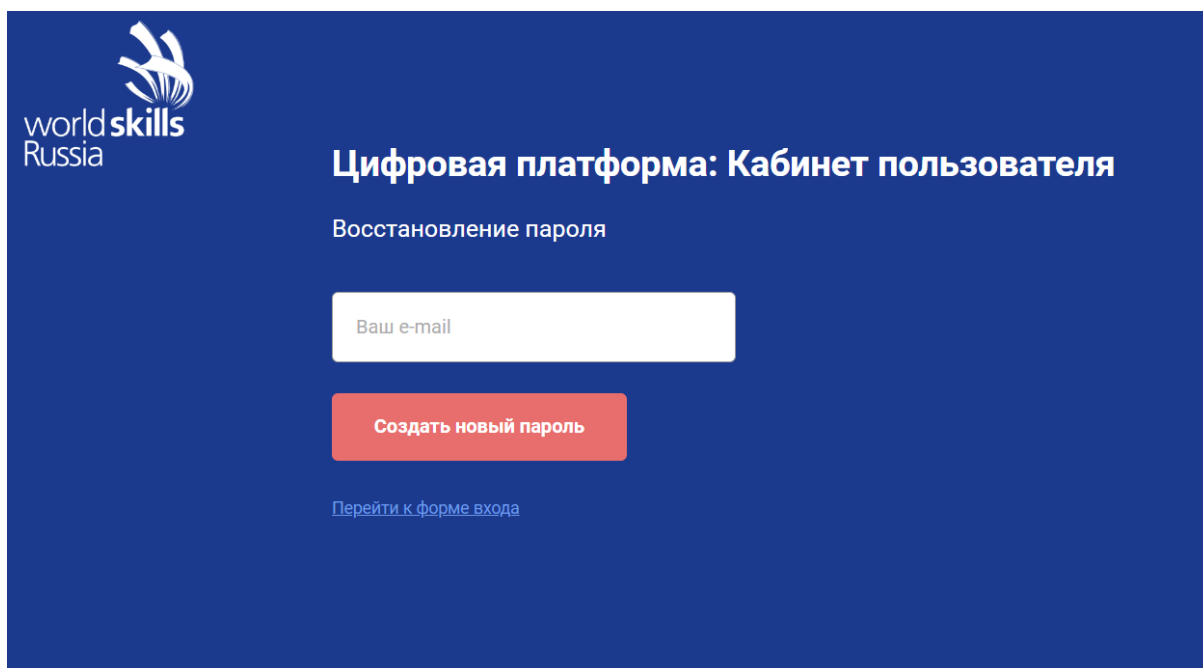 world skills
Russia
Цифровая платформа: Кабинет пользователя
Восстановление пароля
Ваш e-mail
Создать новый пароль
Перейти к форме входа